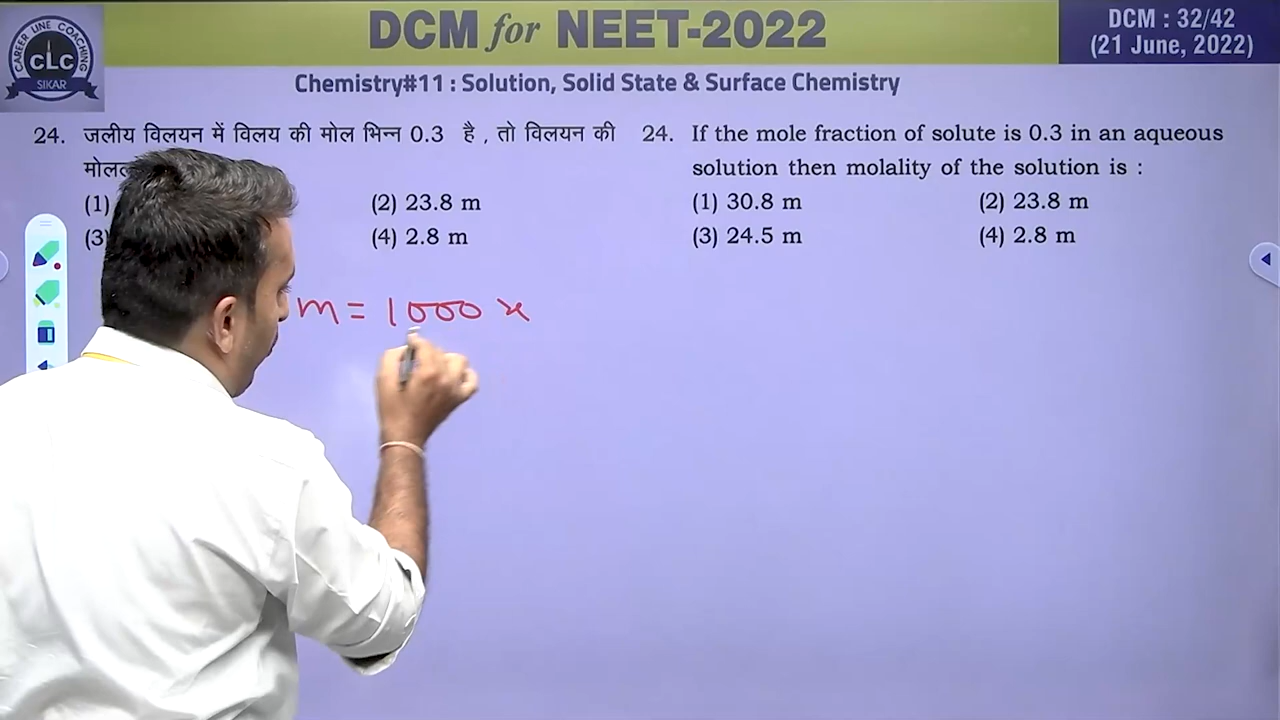 CAREER LINE COACHING
CLC
SIKAR
DCM for NEET-2022
DCM : 32/42
(21 June, 2022)
Chemistry#11 : Solution, Solid State & Surface Chemistry
24. जलीय विलयन में विलय की मोल भिन्न 0.3 है , तो विलयन की
(1)
(2) 23.8 m
(3)
(4) 2.8 m
24. If the mole fraction of solute is 0.3 in an aqueous
solution then molality of the solution is :
(1) 30.8 m
(2) 23.8 m
(3) 24.5 m
(4) 2.8 m
m = 1000 x